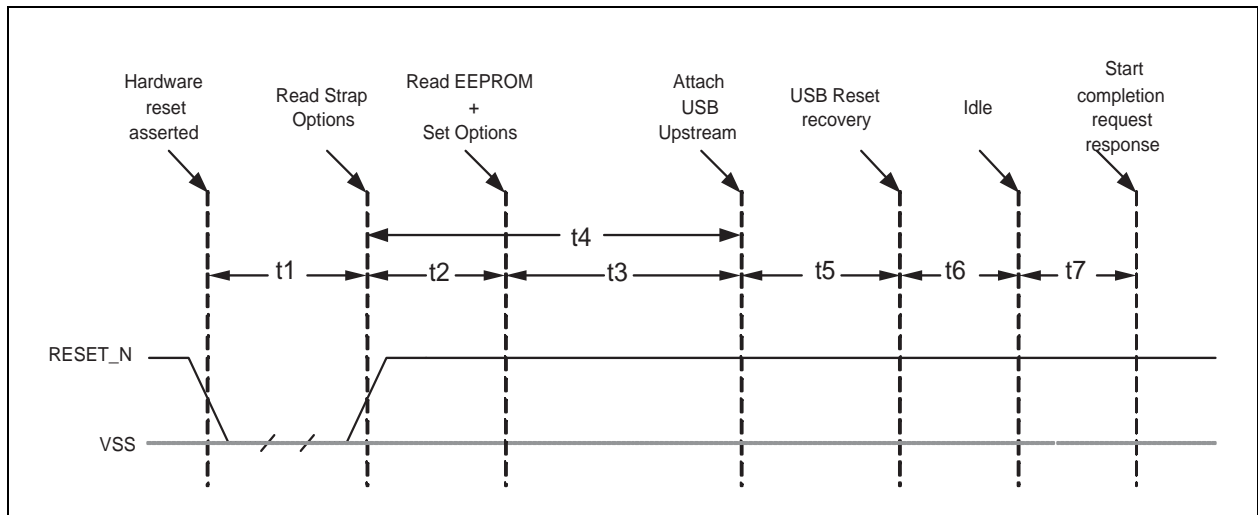 Hardware
reset
asserted
Read Strap
Options
Read EEPROM
+
Set Options
Attach
USB
Upstream
USB Reset
recovery
Idle
Start
completion
request
response
t4
t1
t2
t3
t5
t6
t7
RESET_N
VSS